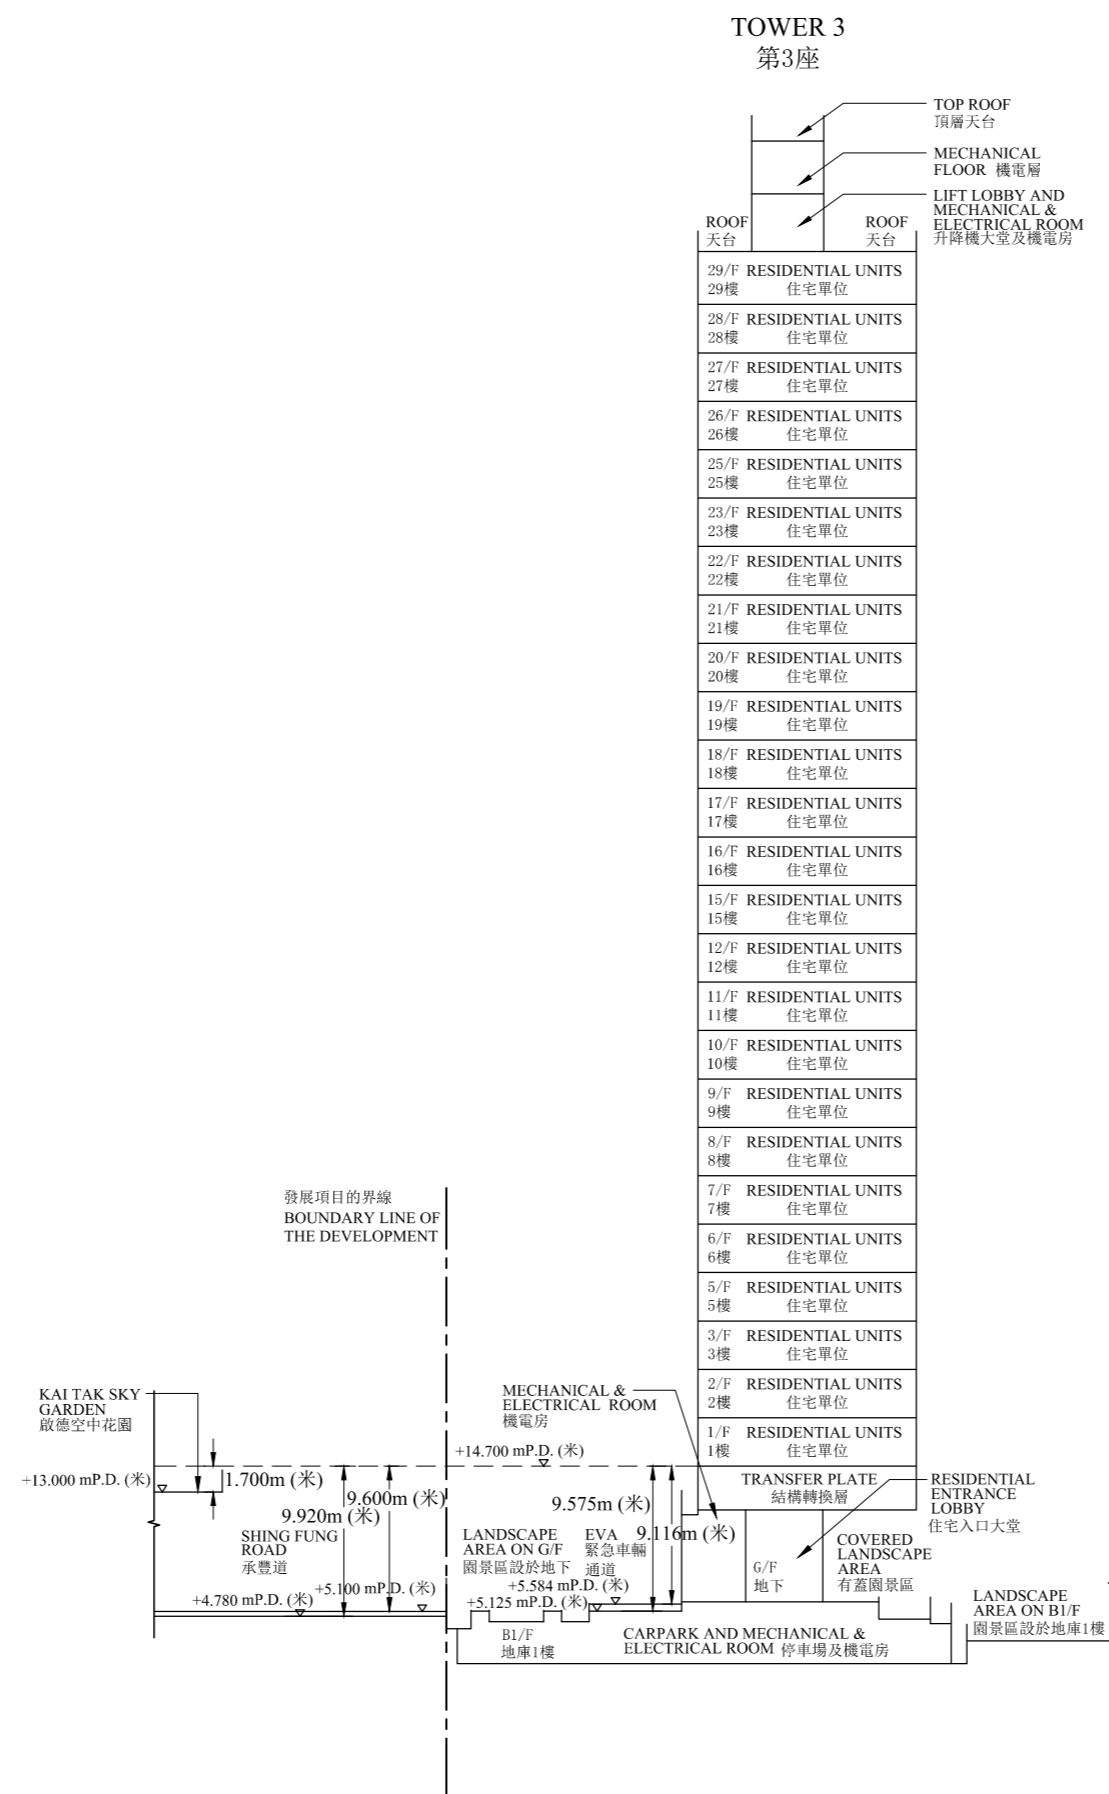 TOWER 3
第3座
TOP ROOF
頂層天台
MECHANICAL
FLOOR 機電層
LIFT LOBBY AND
MECHANICAL &
ELECTRICAL ROOM
升降機大堂及機電房
ROOF
天台
ROOF
天台
29/F RESIDENTIAL UNITS
29樓 住宅單位
28/F RESIDENTIAL UNITS
28樓 住宅單位
27/F RESIDENTIAL UNITS
27樓 住宅單位
26/F RESIDENTIAL UNITS
26樓 住宅單位
25/F RESIDENTIAL UNITS
25樓 住宅單位
23/F RESIDENTIAL UNITS
23樓 住宅單位
22/F RESIDENTIAL UNITS
22樓 住宅單位
21/F RESIDENTIAL UNITS
21樓 住宅單位
20/F RESIDENTIAL UNITS
20樓 住宅單位
19/F RESIDENTIAL UNITS
19樓 住宅單位
18/F RESIDENTIAL UNITS
18樓 住宅單位
17/F RESIDENTIAL UNITS
17樓 住宅單位
16/F RESIDENTIAL UNITS
16樓 住宅單位
15/F RESIDENTIAL UNITS
15樓 住宅單位
12/F RESIDENTIAL UNITS
12樓 住宅單位
11/F RESIDENTIAL UNITS
11樓 住宅單位
10/F RESIDENTIAL UNITS
10樓 住宅單位
9/F RESIDENTIAL UNITS
9樓 住宅單位
8/F RESIDENTIAL UNITS
8樓 住宅單位
7/F RESIDENTIAL UNITS
7樓 住宅單位
6/F RESIDENTIAL UNITS
6樓 住宅單位
5/F RESIDENTIAL UNITS
5樓 住宅單位
3/F RESIDENTIAL UNITS
3樓 住宅單位
2/F RESIDENTIAL UNITS
2樓 住宅單位
1/F RESIDENTIAL UNITS
1樓 住宅單位
發展項目的界線
BOUNDARY LINE OF
THE DEVELOPMENT
KAI TAK SKY
GARDEN
啟德空中花園
MECHANICAL &
ELECTRICAL ROOM
機電房
+14.700 mP.D. (米)
+13.000 mP.D. (米)
1.700m (米)
9.920m (米)
9.600m (米)
9.575m (米)
9.116m (米)
TRANSFER PLATE
結構轉換層
RESIDENTIAL
ENTRANCE
LOBBY
住宅入口大堂
SHING FUNG
ROAD
承豐道
LANDSCAPE
AREA ON G/F
園景區設於地下
EVA
緊急車輛
通道
G/F
地下
COVERED
LANDSCAPE
AREA
有蓋園景區
+4.780 mP.D. (米)
+5.100 mP.D. (米)
+5.584 mP.D. (米)
+5.125 mP.D. (米)
LANDSCAPE
AREA ON B1/F
園景區設於地庫1樓
B1/F
地庫1樓
CARPARK AND MECHANICAL &
ELECTRICAL ROOM 停車場及機電房